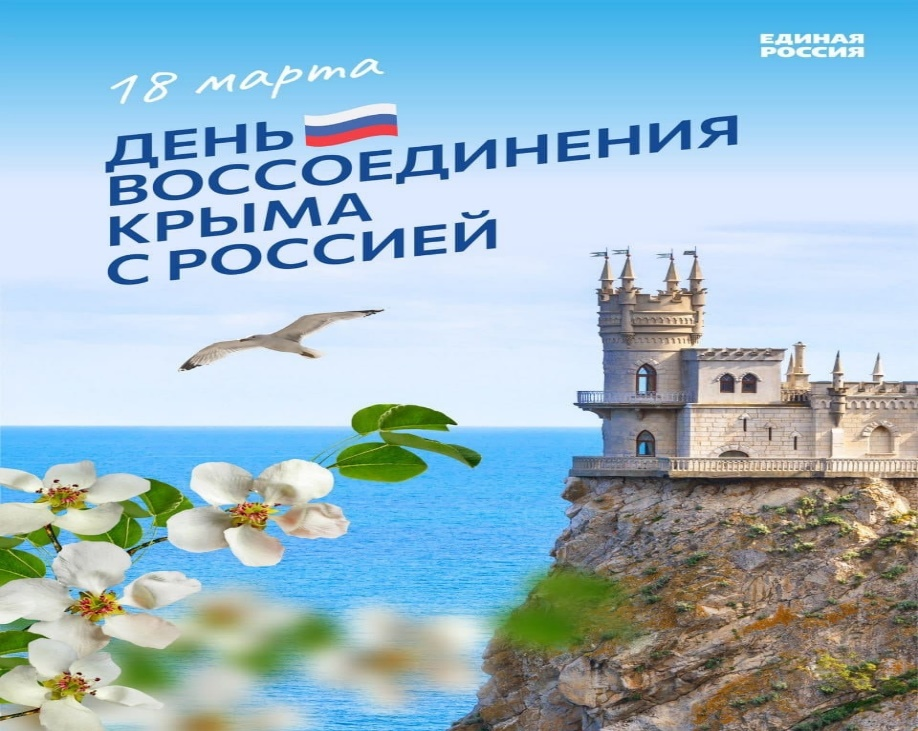 ЕДИНАЯ
РОССИЯ
18 марта
ДЕНЬ
ВОССОЕДИНЕНИЯ
КРЫМА
С РОССИЕЙ